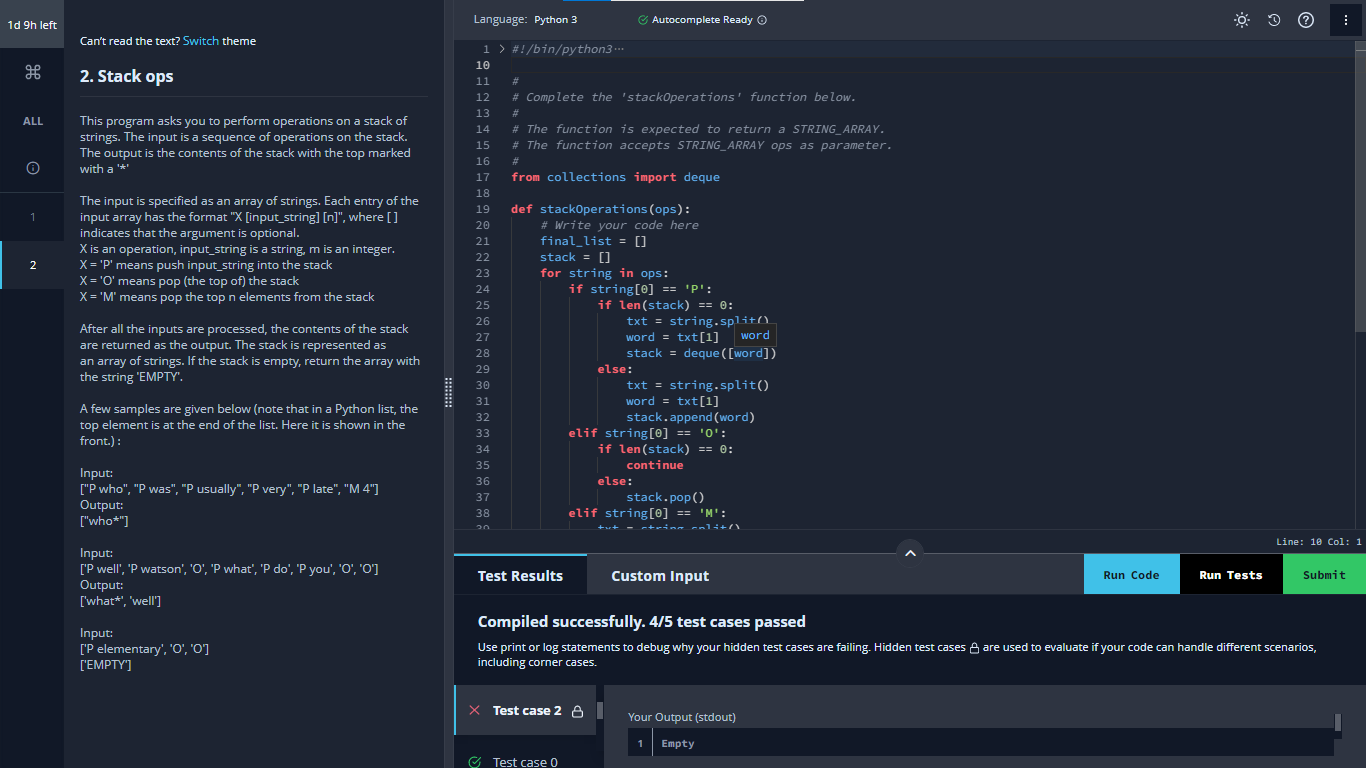 1d 9h left
ALL
1
2
Can't read the text? Switch theme
2. Stack ops
This program asks you to perform operations on a stack of
strings. The input is a sequence of operations on the stack.
The output is the contents of the stack with the top marked
with a '*'
The input is specified as an array of strings. Each entry of the
input array has the format "X [input_string] [n]", where [ ]
indicates that the argument is optional.
X is an operation, input_string is a string, m is an integer.
X = 'P' means push input_string into the stack
X = 'O' means pop (the top of) the stack
X = 'M' means pop the top n elements from the stack
After all the inputs are processed, the contents of the stack
are returned as the output. The stack is represented as
an array of strings. If the stack is empty, return the array with
the string 'EMPTY'.
A few samples are given below (note that in a Python list, the
top element is at the end of the list. Here it is shown in the
front.) :
Input:
["P who", "P was", "P usually", "P very", "P late", "M 4"]
Output:
["who*"]
Input:
['P well', 'P watson', 'O', 'P what', 'P do', 'P you', 'O', 'O']
Output:
['what*', 'well']
Input:
['P elementary', 'O', 'O']
['EMPTY']
Language: Python 3
Autocomplete Ready
1 #!/bin/python3…
10
11 #
12 # Complete the 'stackOperations' function below.
13 #
14 # The function is expected to return a STRING_ARRAY.
15 # The function accepts STRING_ARRAY ops as parameter.
16 #
17 from collections import deque
18
19 def stackOperations(ops):
20 # Write your code here
21 final_list = []
22 stack = []
23 for string in ops:
24 if string[0] == 'P':
25 if len(stack) == 0:
26 txt = string.split()
27 word = txt[1]
word
28 stack = deque([word])
29 else:
30 txt = string.split()
31 word = txt[1]
32 stack.append(word)
33 elif string[0] == 'O':
34 if len(stack) == 0:
35 continue
36 else:
37 stack.pop()
38 elif string[0] == 'M':
39 txt = string.split()
Line: 10 Col: 1
Test Results
Custom Input
Run Code
Run Tests
Submit
Compiled successfully. 4/5 test cases passed
Use print or log statements to debug why your hidden test cases are failing. Hidden test cases are used to evaluate if your code can handle different scenarios,
including corner cases.
Test case 2
Test case 0
Your Output (stdout)
1 Empty